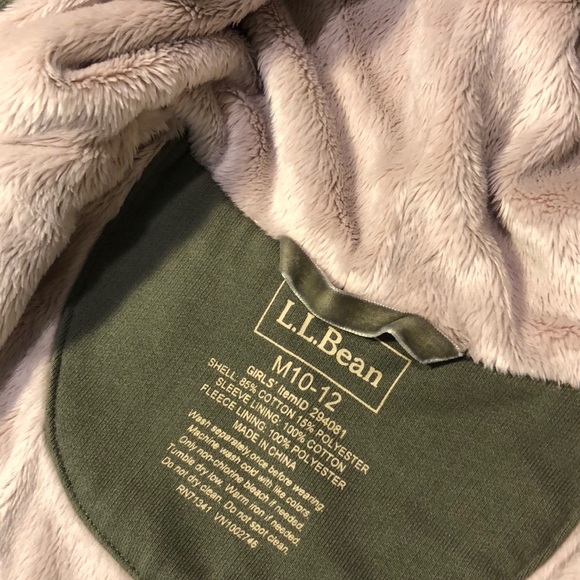 L.L.Bean
M10-12
GIRLS' ItemID 294081
SHELL: 85% COTTON 15% POLYESTER
SLEEVE LINING: 100% COTTON
FLEECE LINING: 100% POLYESTER
MADE IN CHINA
Wash separately,once before wearing.
Machine wash cold with like colors.
Only non-chlorine bleach if needed.
Tumble dry low. Warm iron if needed.
Do not dry clean. Do not spot clean.
RN71341 VN1002746